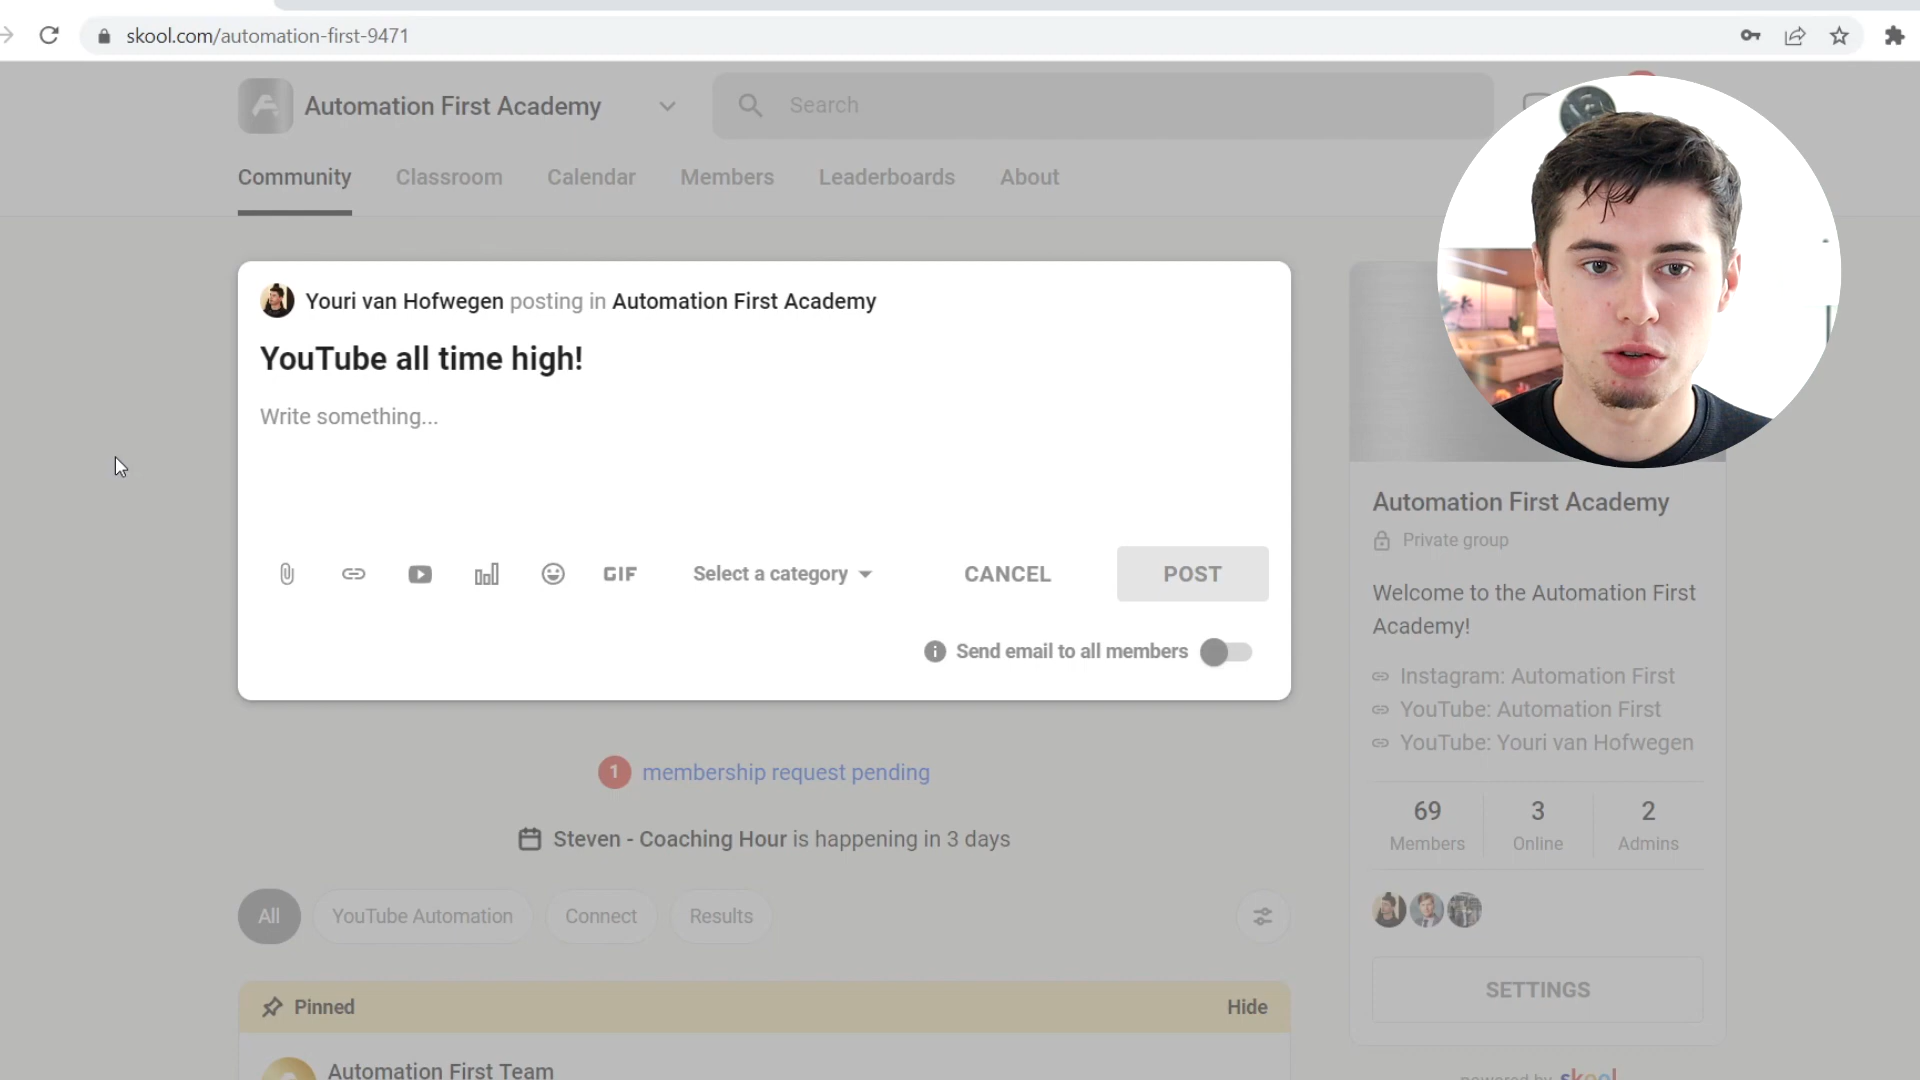 skool.com/automation-first-9471
Automation First Academy
Search
Community
Classroom
Calendar
Members
Leaderboards
About
Youri van Hofwegen posting in Automation First Academy
YouTube all time high!
Write something...
GIF
Select a category
CANCEL
POST
Send email to all members
1 membership request pending
Steven - Coaching Hour is happening in 3 days
All
YouTube Automation
Connect
Results
Pinned
Hide
Automation First Team
Automation First Academy
Private group
Welcome to the Automation First
Academy!
Instagram: Automation First
YouTube: Automation First
YouTube: Youri van Hofwegen
69
3
2
Members
Online
Admins
SETTINGS
powered by skool